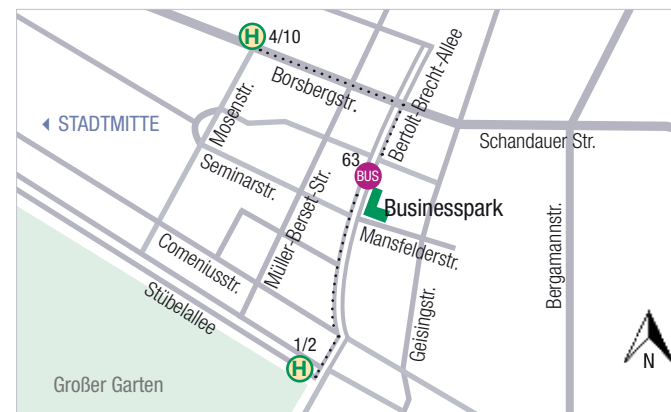 H 4/10
Borsbergstr.
Bertolt-Brecht-Allee
Mosenstr.
STADTMITTE
Schandauer Str.
63
BUS
Seminarstr.
Müller-Berset-Str.
Businesspark
Mansfelderstr.
Comeniusstr.
Bergamannstr.
Stübelallee
Geisingstr.
1/2
H
Großer Garten
N